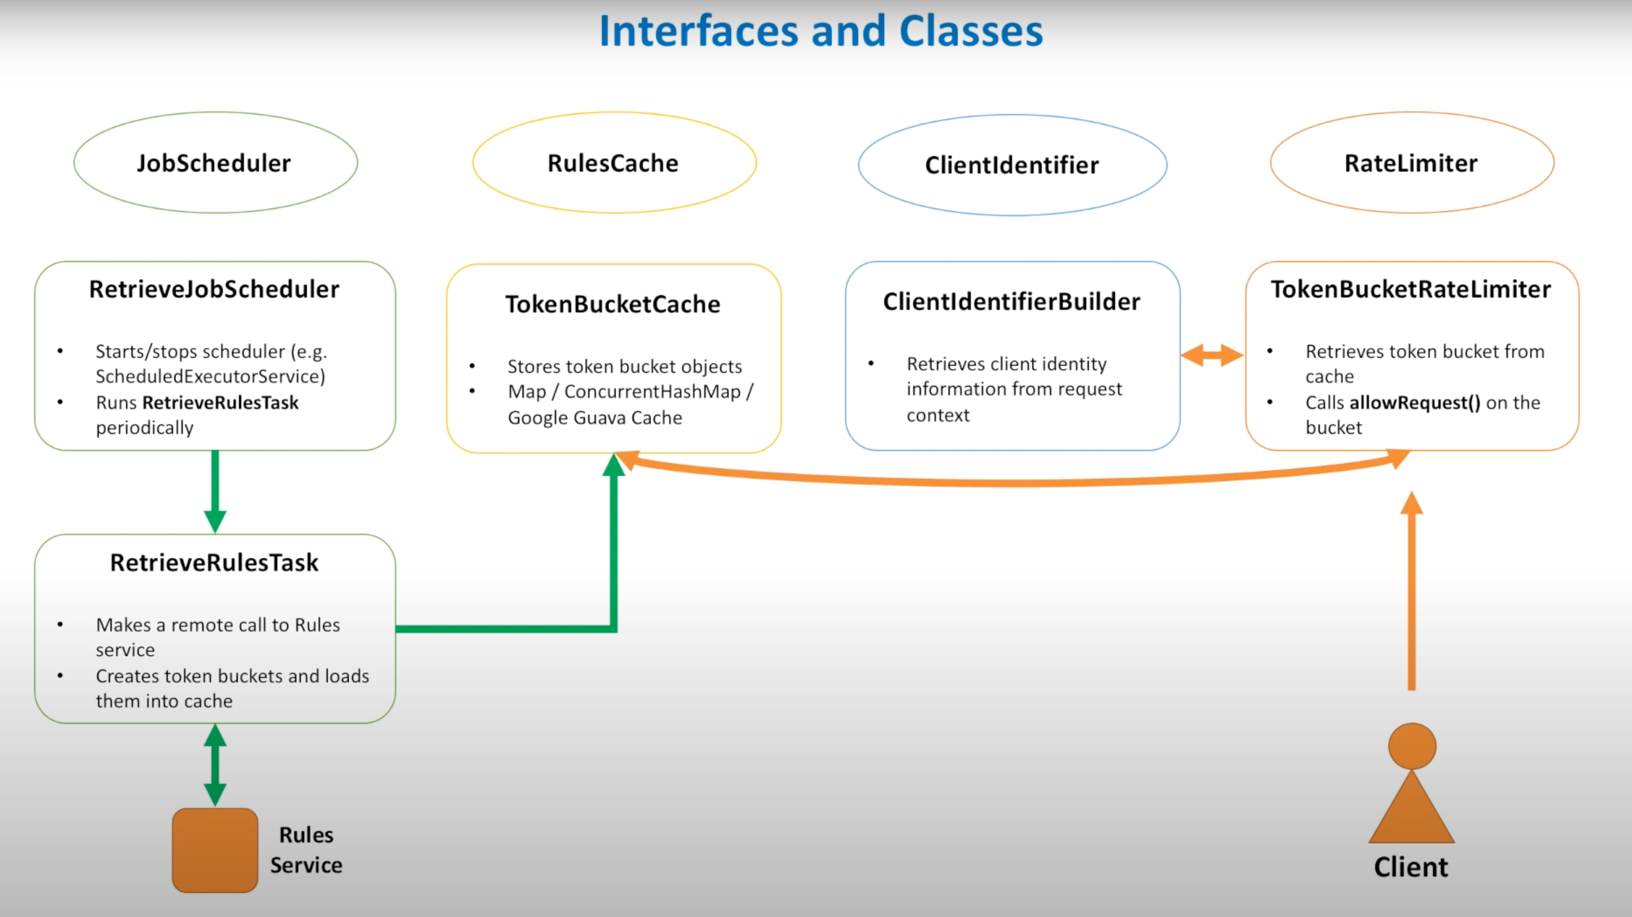 Interfaces and Classes
JobScheduler
RulesCache
ClientIdentifier
RateLimiter
RetrieveJobScheduler
• Starts/stops scheduler (e.g.
ScheduledExecutorService)
• Runs RetrieveRulesTask
periodically
TokenBucketCache
• Stores token bucket objects
• Map / ConcurrentHashMap /
Google Guava Cache
ClientIdentifierBuilder
• Retrieves client identity
information from request
context
TokenBucketRateLimiter
• Retrieves token bucket from
cache
• Calls allowRequest() on the
bucket
RetrieveRulesTask
• Makes a remote call to Rules
service
• Creates token buckets and loads
them into cache
Rules
Service
Client